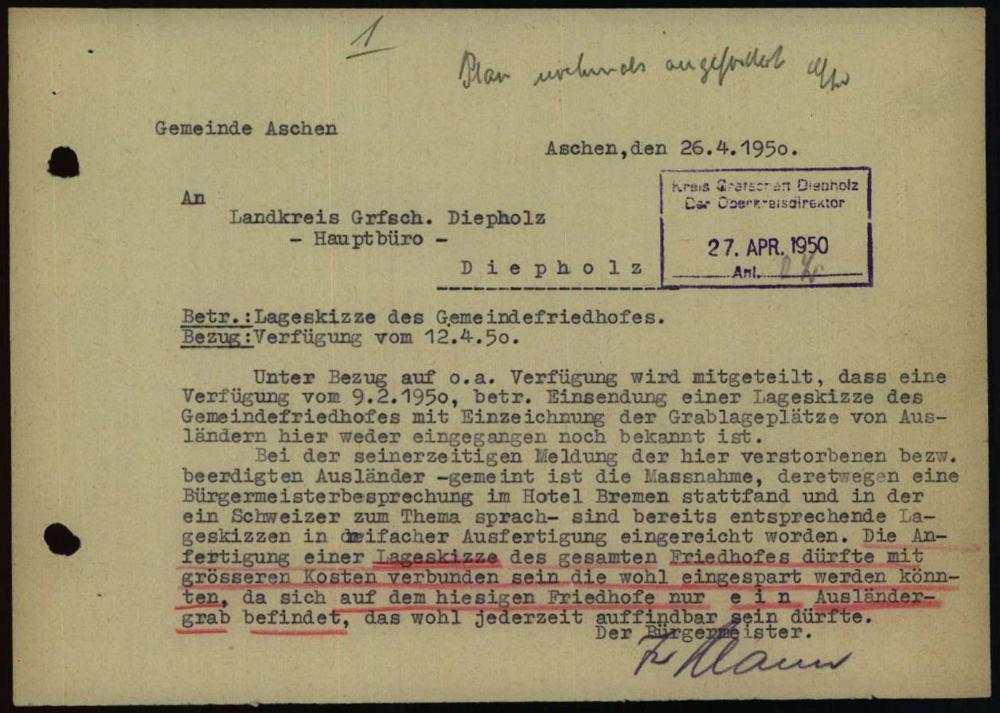 1
Plan nochmals angefordert
Gemeinde Aschen
Aschen,den 26.4.1950.
Kreis Grafschaft Diepholz
Der Oberkreisdirektor
27. APR. 1950
Anl.
An
Landkreis Grfsch. Diepholz
- Hauptbüro -
D i e p h o l z
Betr.:Lageskizze des Gemeindefriedhofes.
Bezug:Verfügung vom 12.4.50.
Unter Bezug auf o.a. Verfügung wird mitgeteilt, dass eine
Verfügung vom 9.2.1950, betr. Einsendung einer Lageskizze des
Gemeindefriedhofes mit Einzeichnung der Grablageplätze von Aus-
ländern hier weder eingegangen noch bekannt ist.
Bei der seinerzeitigen Meldung der hier verstorbenen bezw.
beerdigten Ausländer -gemeint ist die Massnahme, deretwegen eine
Bürgermeisterbesprechung im Hotel Bremen stattfand und in der
ein Schweizer zum Thema sprach- sind bereits entsprechende La-
geskizzen in dreifacher Ausfertigung eingereicht worden. Die An-
fertigung einer Lageskizze des gesamten Friedhofes dürfte mit
grösseren Kosten verbunden sein die wohl eingespart werden könn-
ten, da sich auf dem hiesigen Friedhofe nur e i n Ausländer-
grab befindet, das wohl jederzeit auffindbar sein dürfte.
Der Bürgermeister.